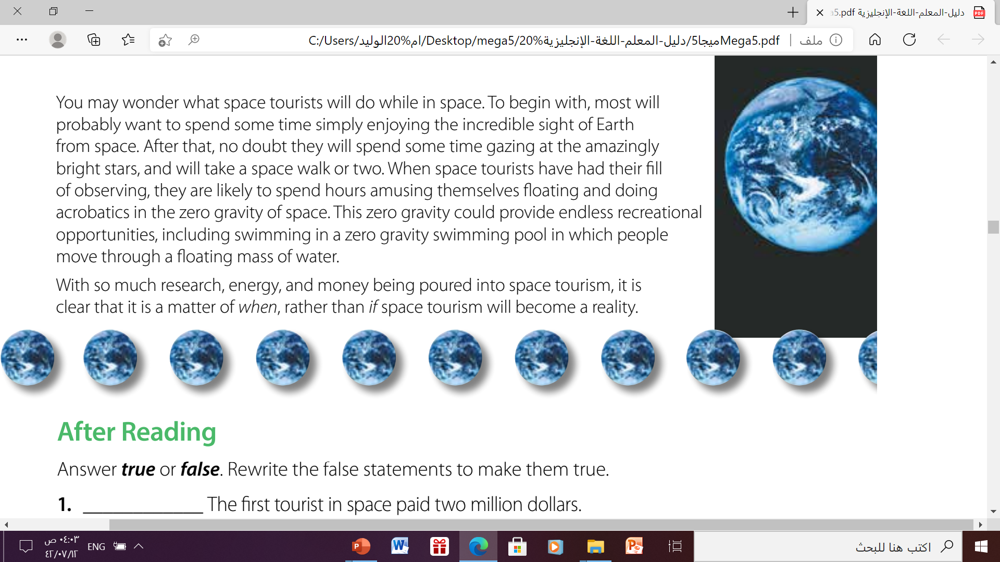 دليل-المعلم-اللغة-الإنجليزية a5.pdf
ملف
C:/Users/ام%20الوليد/Desktop/mega5/20%دليل-المعلم-اللغة-الإنجليزية/ميجا5Mega5.pdf
You may wonder what space tourists will do while in space. To begin with, most will
probably want to spend some time simply enjoying the incredible sight of Earth
from space. After that, no doubt they will spend some time gazing at the amazingly
bright stars, and will take a space walk or two. When space tourists have had their fill
of observing, they are likely to spend hours amusing themselves floating and doing
acrobatics in the zero gravity of space. This zero gravity could provide endless recreational
opportunities, including swimming in a zero gravity swimming pool in which people
move through a floating mass of water.
With so much research, energy, and money being poured into space tourism, it is
clear that it is a matter of when, rather than if space tourism will become a reality.
After Reading
Answer true or false. Rewrite the false statements to make them true.
1. ____________ The first tourist in space paid two million dollars.
٠٤:٠٣ ص
ENG
٤٢/٠٧/١٢
اكتب هنا للبحث